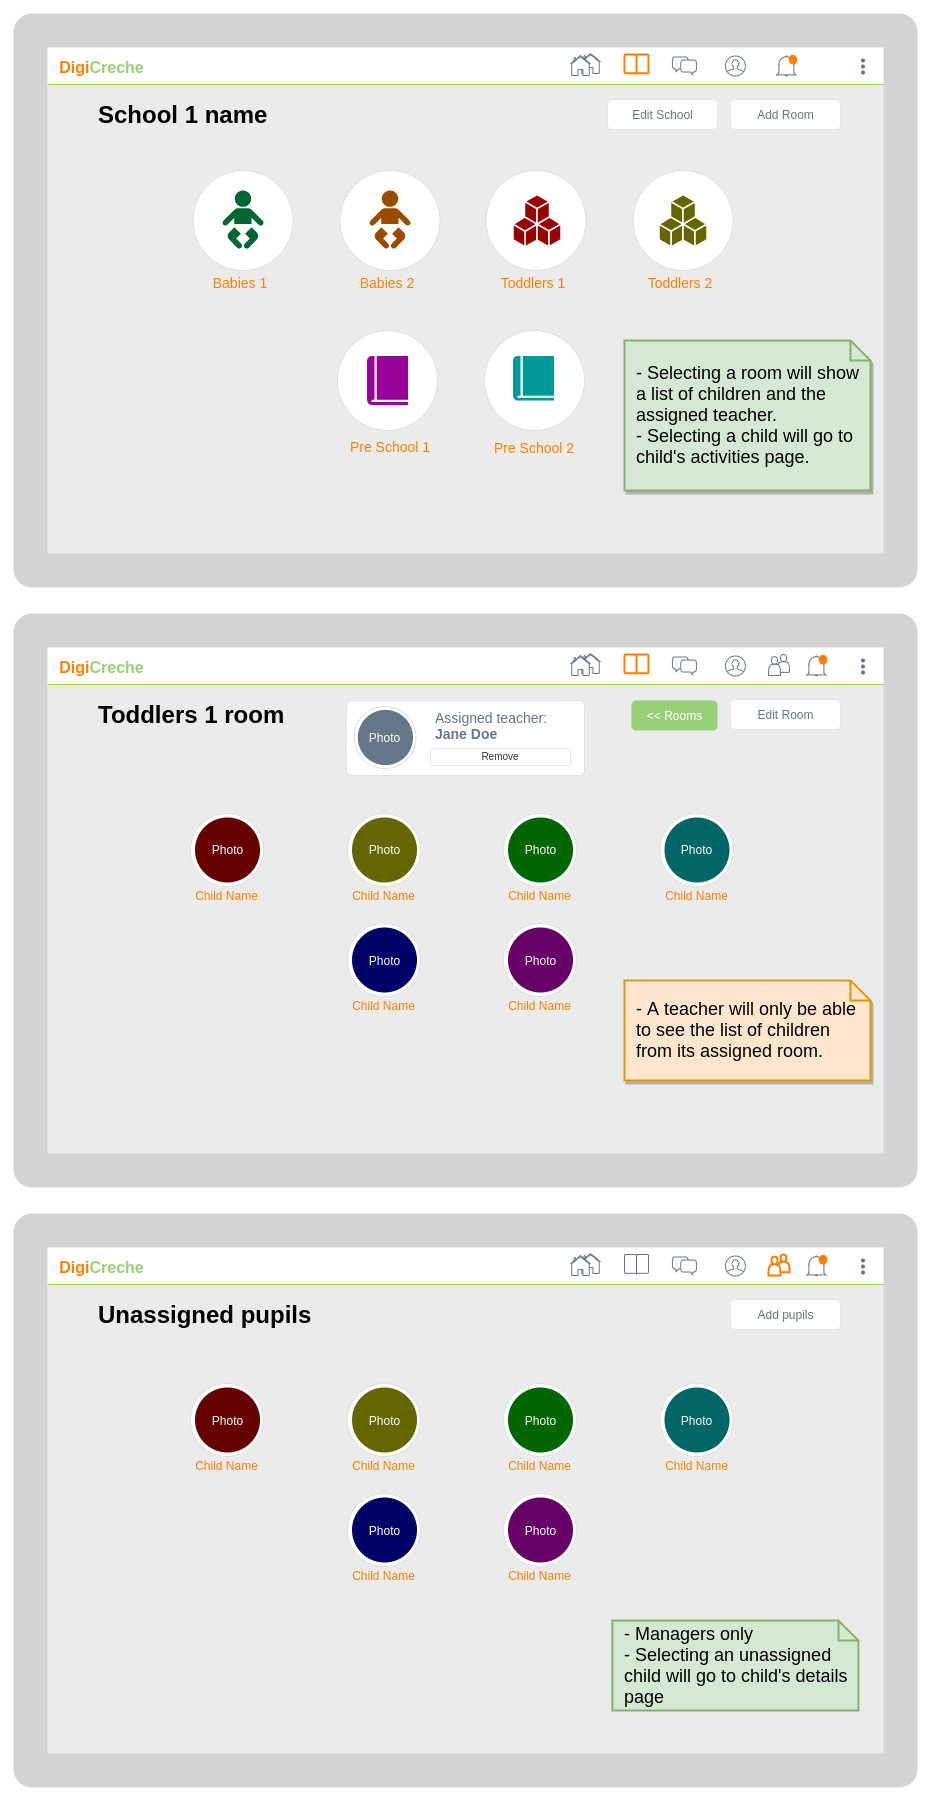 DigiCreche
School 1 name
Edit School
Add Room
Babies 1
Babies 2
Toddlers 1
Toddlers 2
Pre School 1
Pre School 2
- Selecting a room will show
a list of children and the
assigned teacher.
- Selecting a child will go to
child's activities page.
DigiCreche
Toddlers 1 room
Photo
Assigned teacher:
Jane Doe
Remove
<< Rooms
Edit Room
Photo
Photo
Photo
Photo
Child Name
Child Name
Child Name
Child Name
Photo
Photo
Child Name
Child Name
- A teacher will only be able
to see the list of children
from its assigned room.
DigiCreche
Unassigned pupils
Add pupils
Photo
Photo
Photo
Photo
Child Name
Child Name
Child Name
Child Name
Photo
Photo
Child Name
Child Name
- Managers only
- Selecting an unassigned
child will go to child's details
page